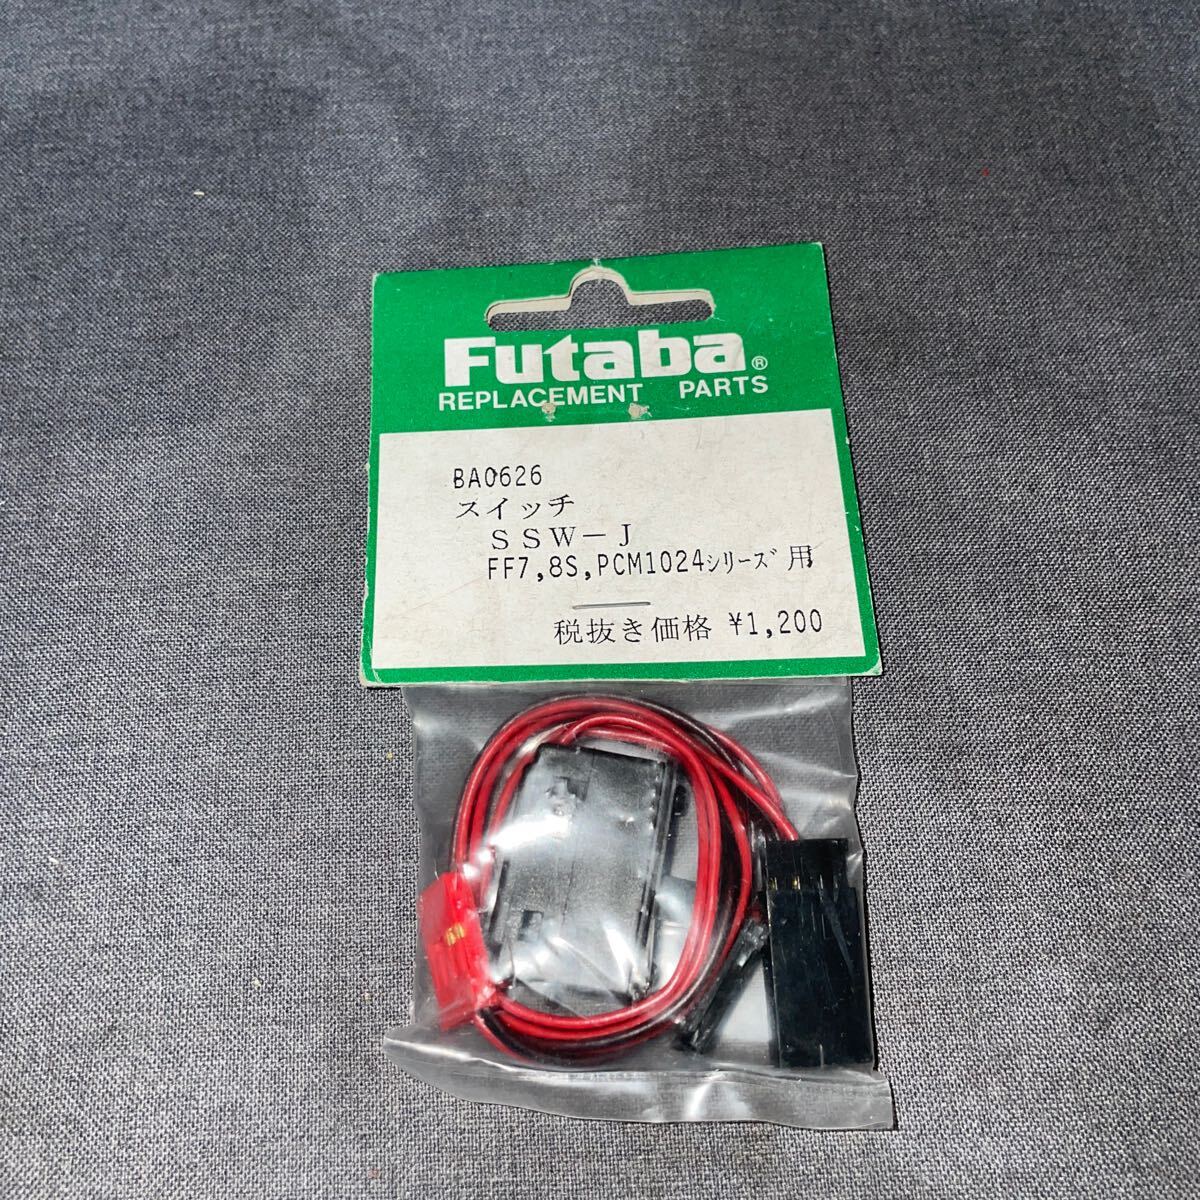 Futaba®
REPLACEMENT PARTS
BA0626
スイッチ
ＳＳＷ－Ｊ
FF7,8S,PCM1024ｼﾘｰｽﾞ用
税抜き価格 ¥1,200